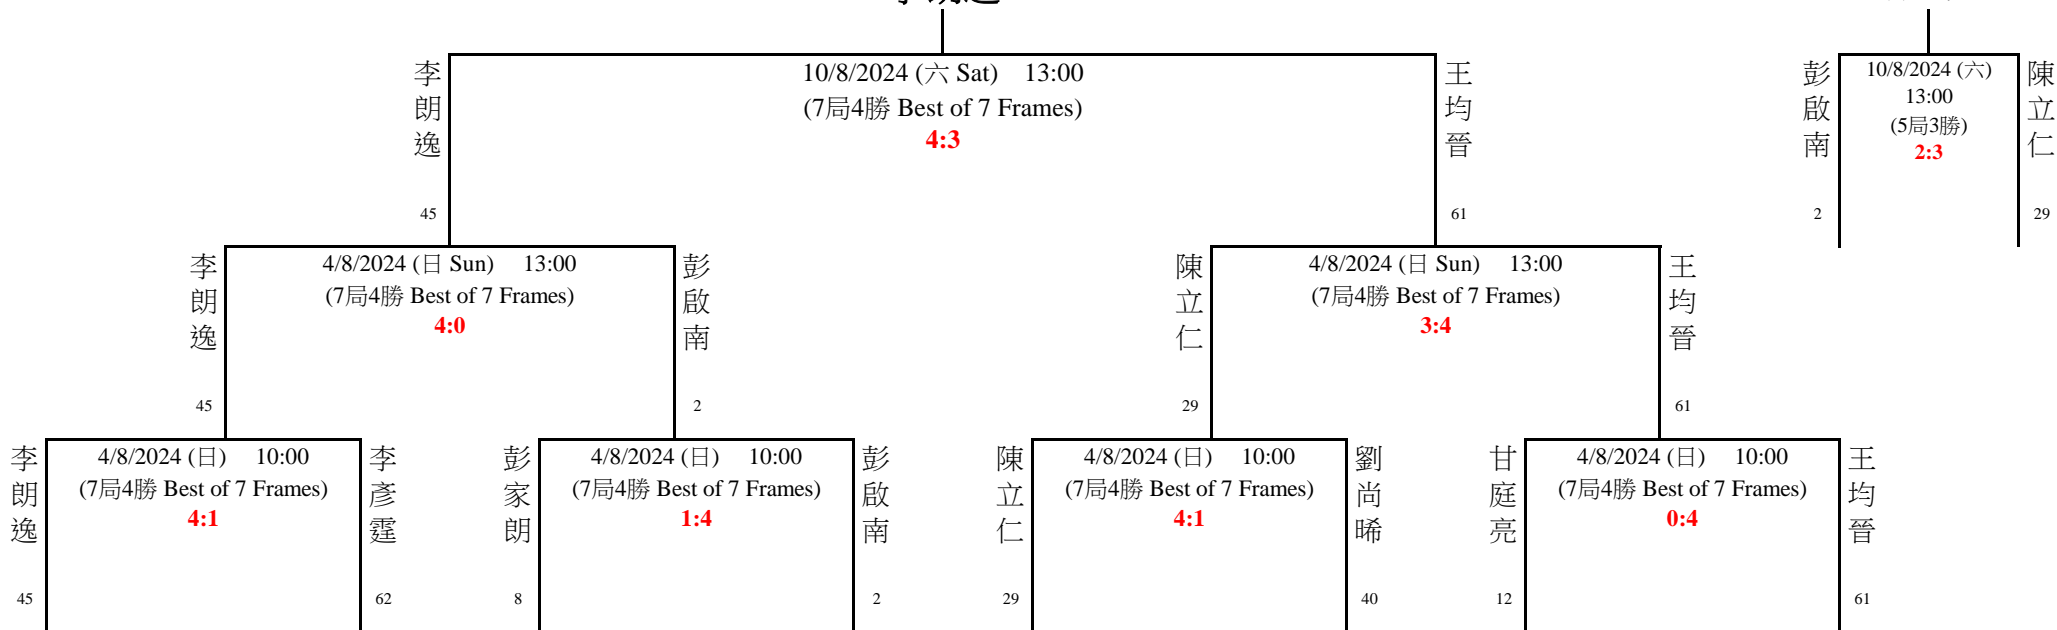 李朗逸
10/8/2024 (六 Sat) 13:00
(7局4勝 Best of 7 Frames)
4:3
王均晉
45
61
彭啟南
10/8/2024 (六)
13:00
(5局3勝)
2:3
陳立仁
2
29
李朗逸
4/8/2024 (日 Sun) 13:00
(7局4勝 Best of 7 Frames)
4:0
彭啟南
45
2
陳立仁
4/8/2024 (日 Sun) 13:00
(7局4勝 Best of 7 Frames)
3:4
王均晉
29
61
李朗逸
4/8/2024 (日) 10:00
(7局4勝 Best of 7 Frames)
4:1
李彥霆
45
62
彭家朗
4/8/2024 (日) 10:00
(7局4勝 Best of 7 Frames)
1:4
彭啟南
8
2
陳立仁
4/8/2024 (日) 10:00
(7局4勝 Best of 7 Frames)
4:1
劉尚晞
29
40
甘庭亮
4/8/2024 (日) 10:00
(7局4勝 Best of 7 Frames)
0:4
王均晉
12
61